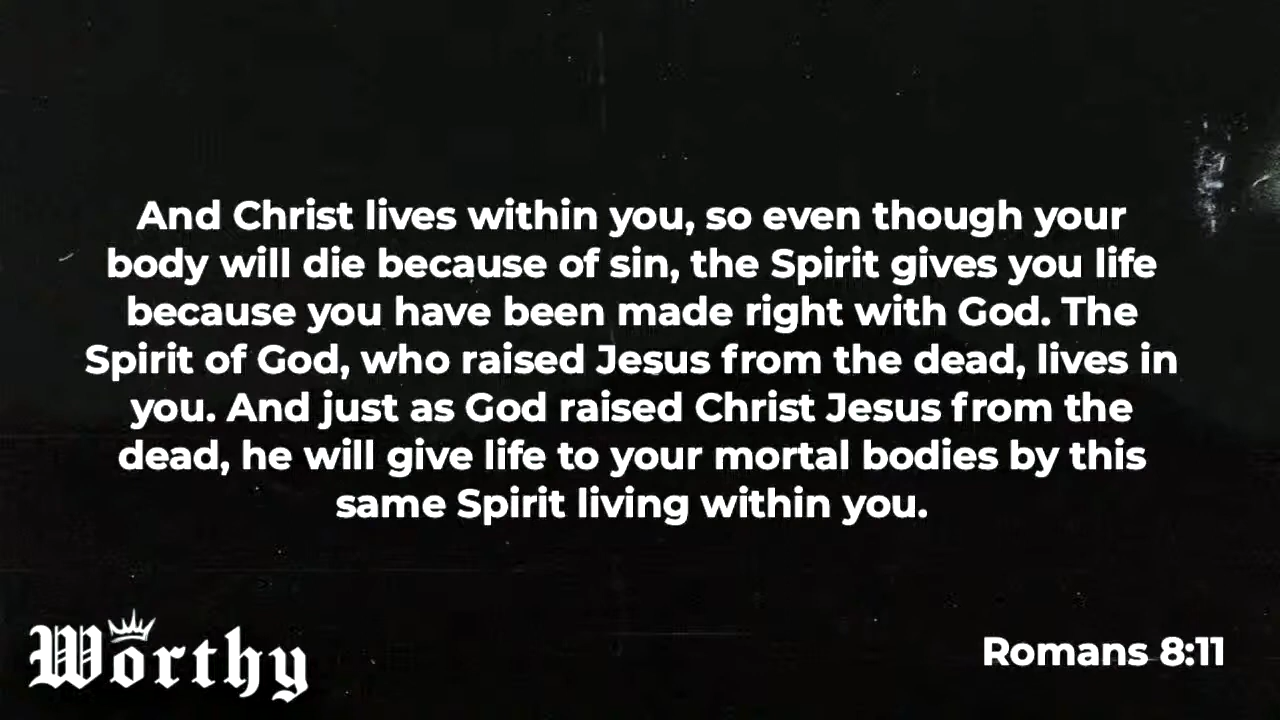 And Christ lives within you, so even though your
body will die because of sin, the Spirit gives you life
because you have been made right with God. The
Spirit of God, who raised Jesus from the dead, lives in
you. And just as God raised Christ Jesus from the
dead, he will give life to your mortal bodies by this
same Spirit living within you.
Worthy
Romans 8:11